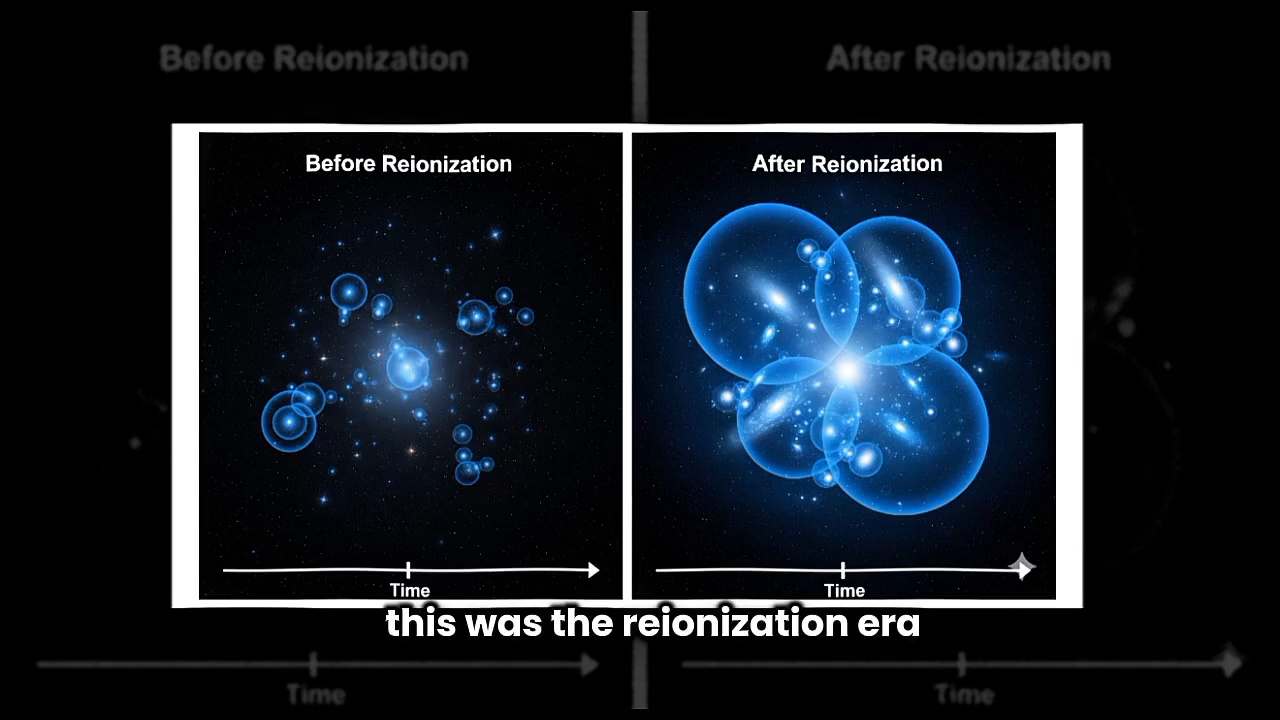 Before Reionization
After Reionization
Before Reionization
After Reionization
Time
Time
this was the reionization era
Time
Time